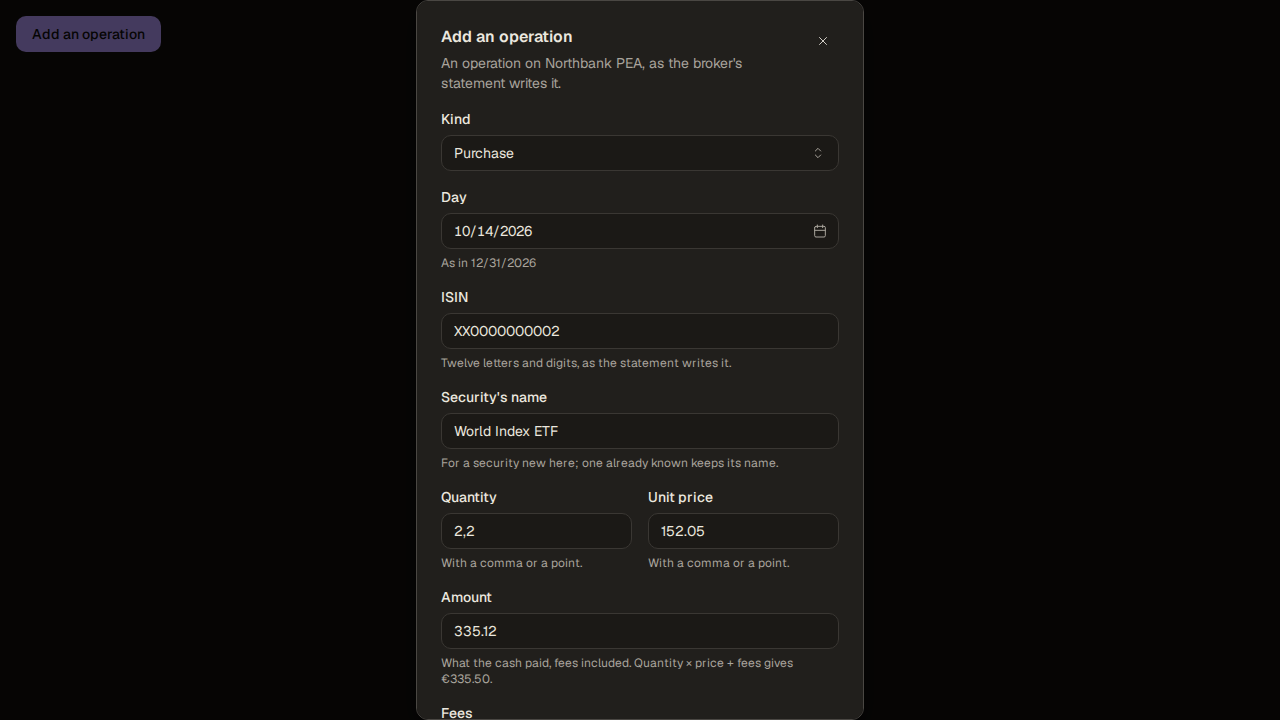 Add an operation
Add an operation
An operation on Northbank PEA, as the broker's
statement writes it.
Kind
Purchase
Day
10/14/2026
As in 12/31/2026
ISIN
XX0000000002
Twelve letters and digits, as the statement writes it.
Security's name
World Index ETF
For a security new here; one already known keeps its name.
Quantity
Unit price
2,2
152.05
With a comma or a point.
With a comma or a point.
Amount
335.12
What the cash paid, fees included. Quantity × price + fees gives
€335.50.
Fees